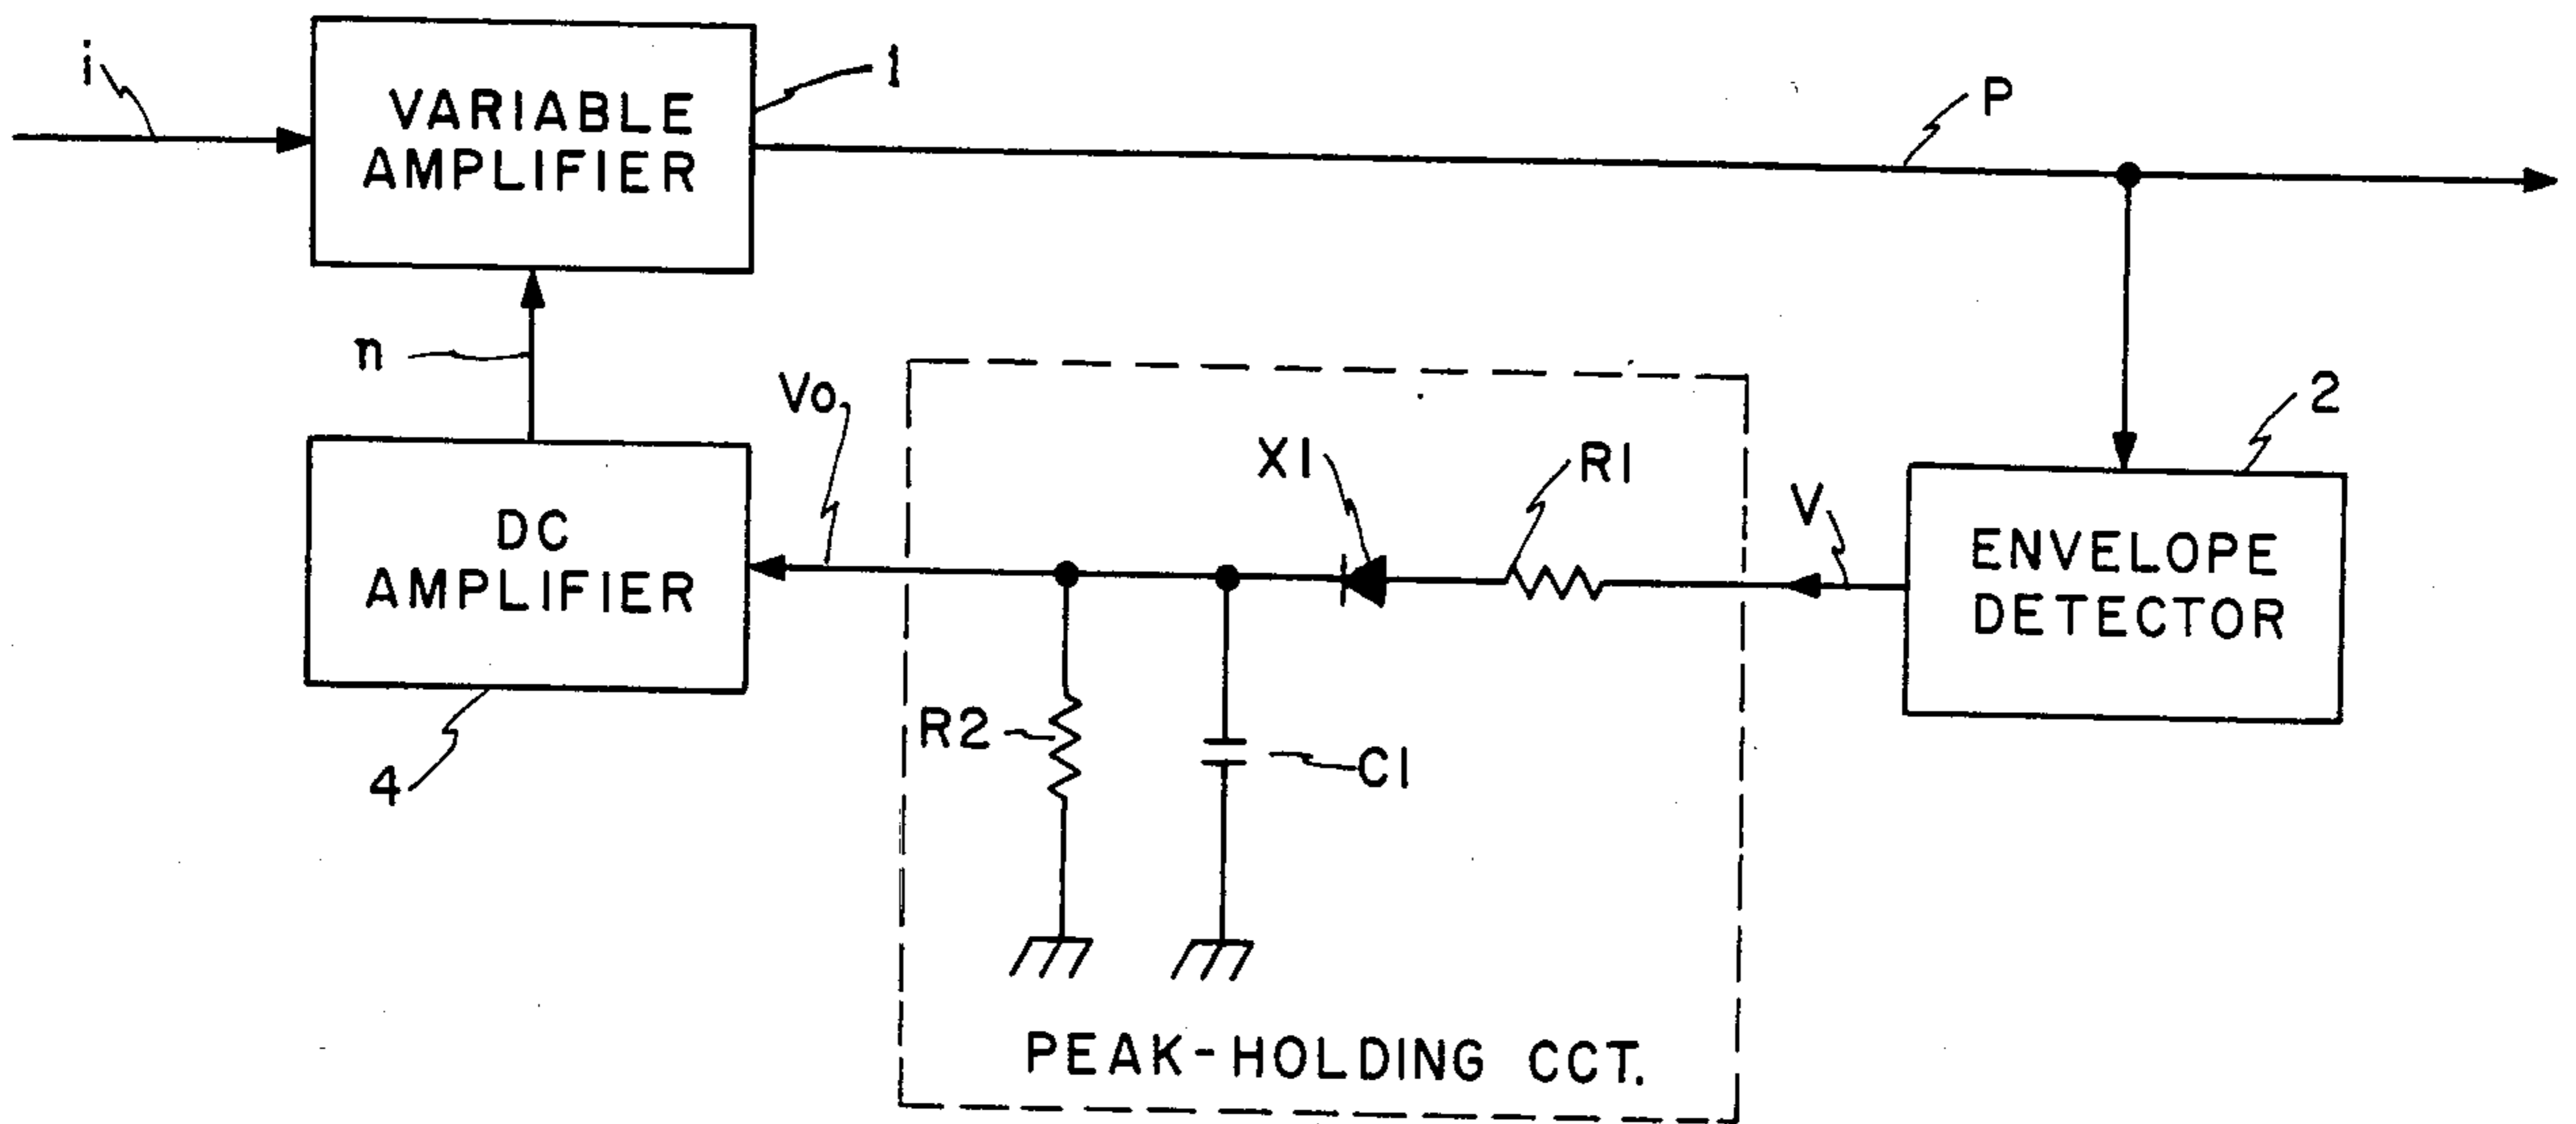 i
VARIABLE
AMPLIFIER
1
P
n
Vo
X1
R1
V
2
DC
AMPLIFIER
ENVELOPE
DETECTOR
R2
C1
4
PEAK-HOLDING CCT.